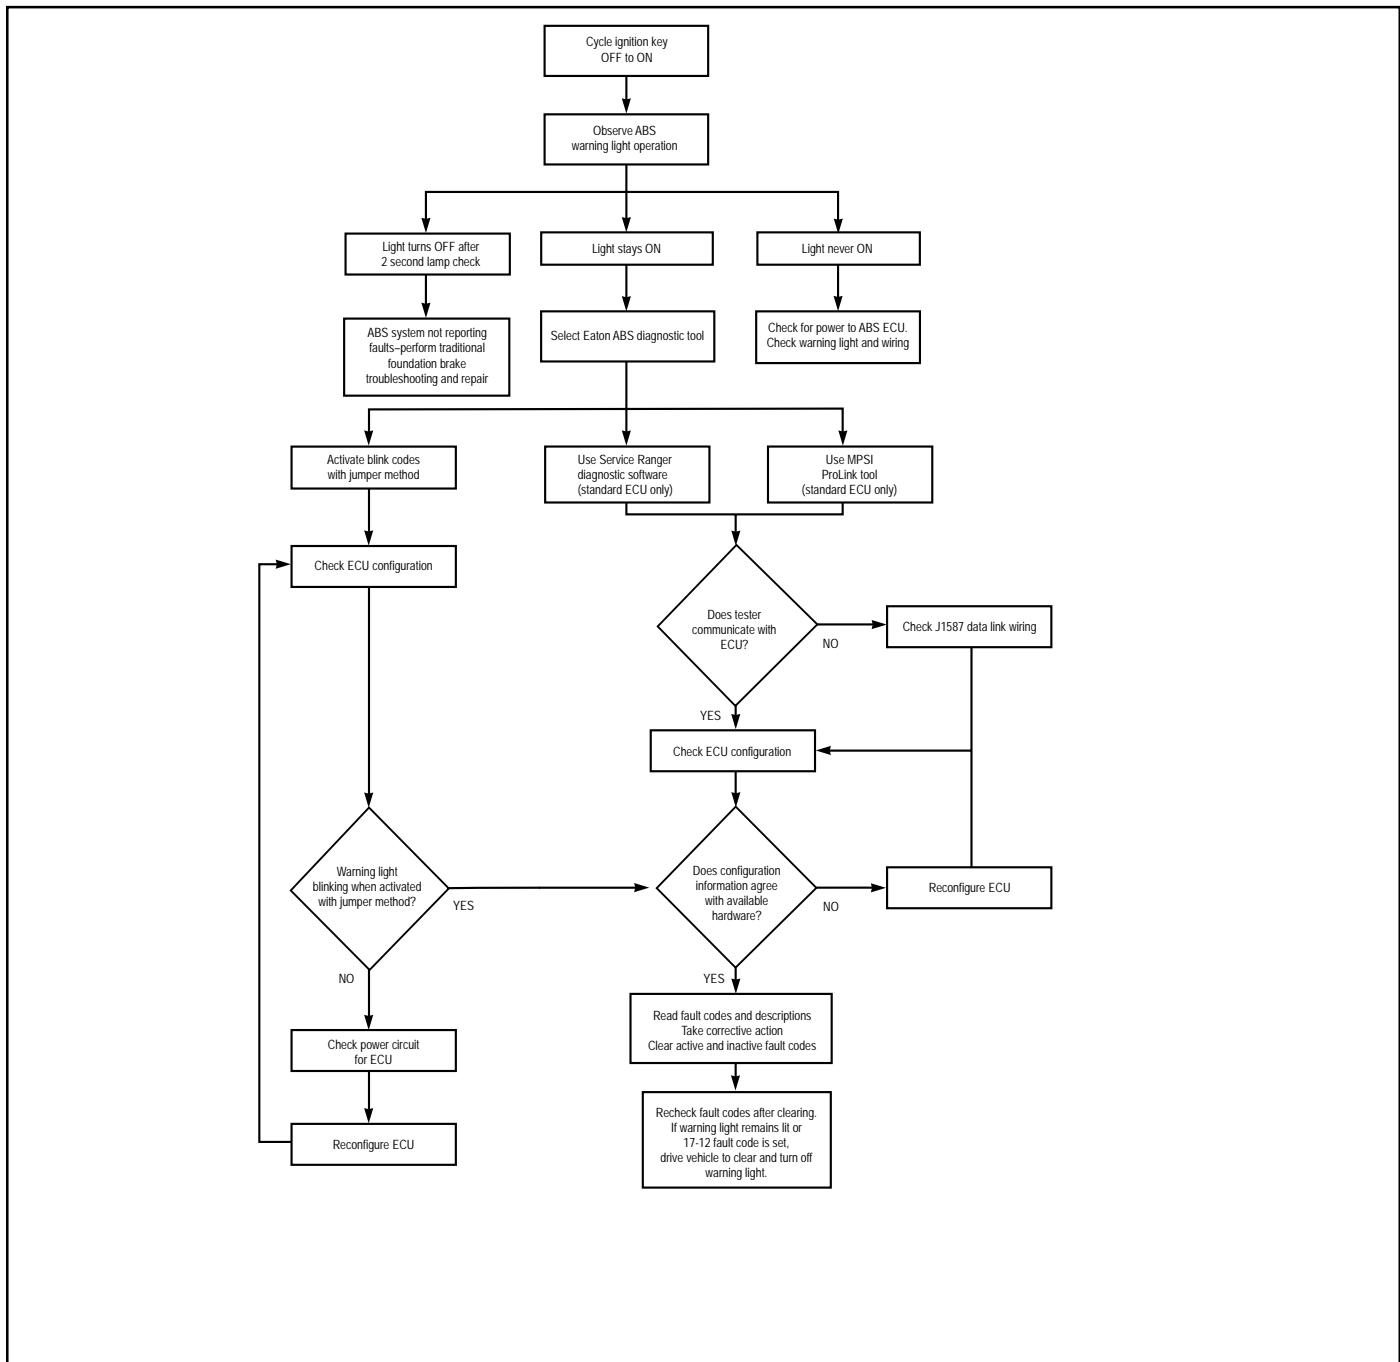 Cycle ignition key
OFF to ON
Observe ABS
warning light operation
Light turns OFF after
2 second lamp check
Light stays ON
Light never ON
ABS system not reporting
faults–perform traditional
foundation brake
troubleshooting and repair
Select Eaton ABS diagnostic tool
Check for power to ABS ECU.
Check warning light and wiring
Activate blink codes
with jumper method
Use Service Ranger
diagnostic software
(standard ECU only)
Use MPSI
ProLink tool
(standard ECU only)
Check ECU configuration
Does tester
communicate with
ECU?
NO
Check J1587 data link wiring
YES
Check ECU configuration
Warning light
blinking when activated
with jumper method?
YES
Does configuration
information agree
with available
hardware?
NO
Reconfigure ECU
NO
YES
Check power circuit
for ECU
Read fault codes and descriptions
Take corrective action
Clear active and inactive fault codes
Reconfigure ECU
Recheck fault codes after clearing.
If warning light remains lit or
17-12 fault code is set,
drive vehicle to clear and turn off
warning light.